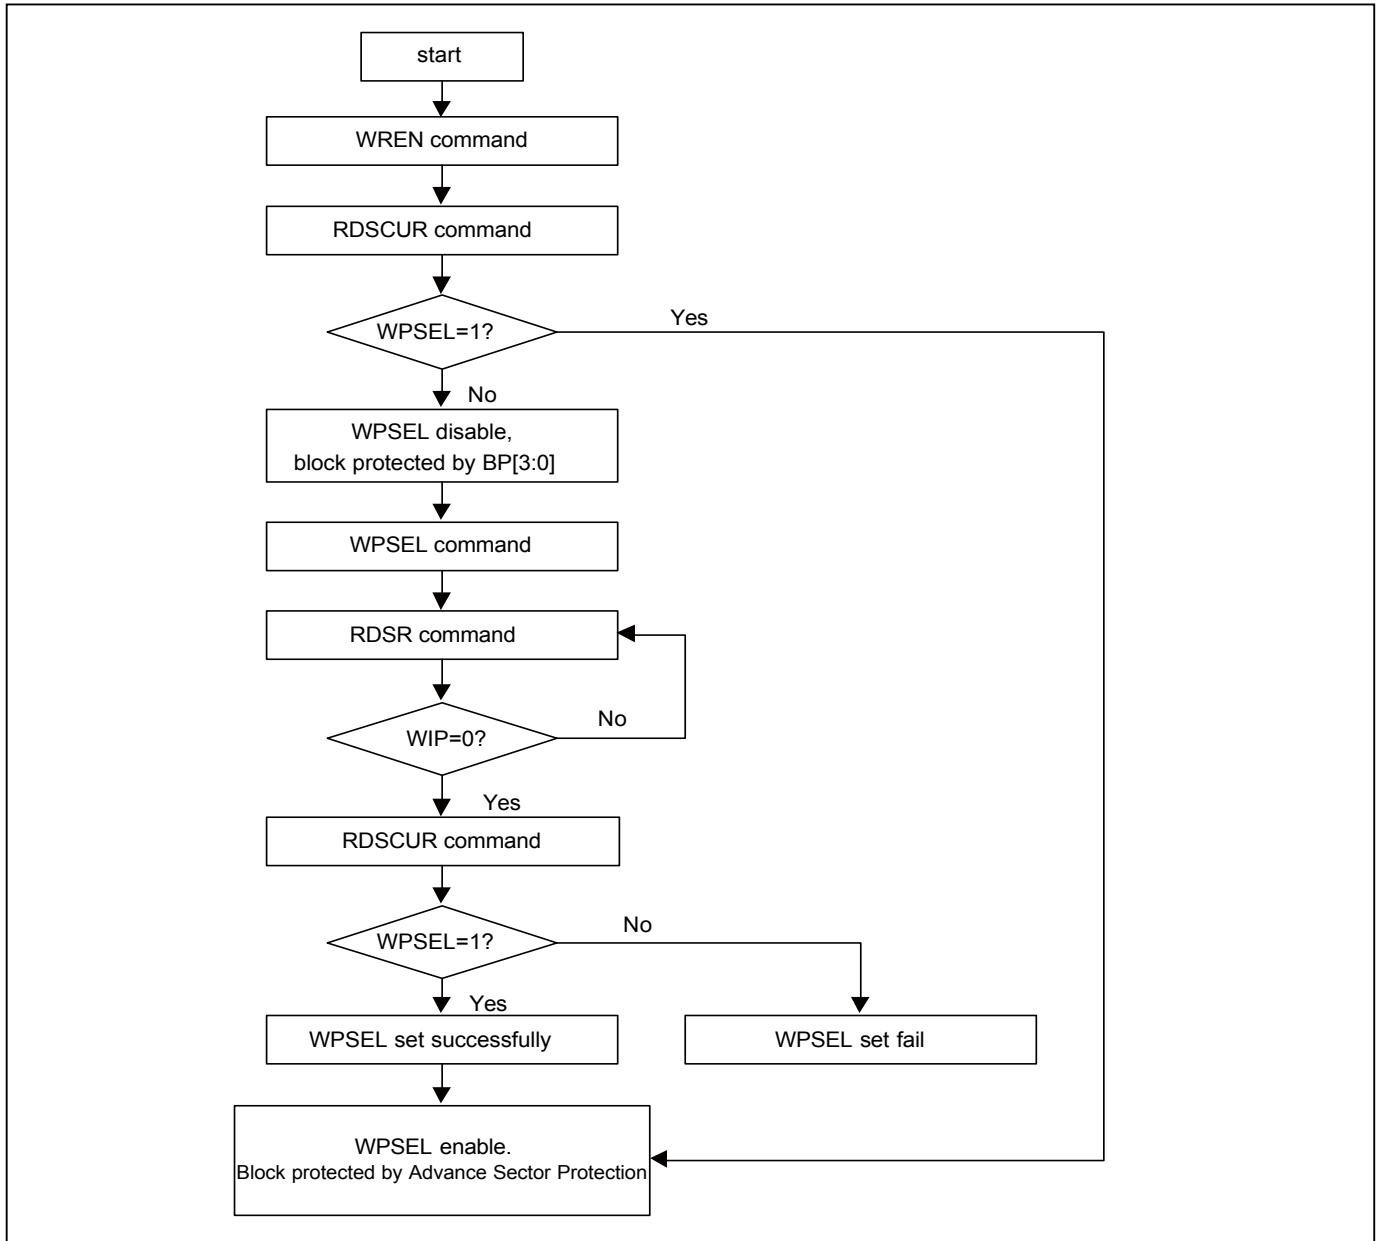 start
WREN command
RDSCUR command
WPSEL=1?
Yes
No
WPSEL disable,
block protected by BP[3:0]
WPSEL command
RDSR command
WIP=0?
No
Yes
RDSCUR command
WPSEL=1?
No
Yes
WPSEL set successfully
WPSEL set fail
WPSEL enable.
Block protected by Advance Sector Protection